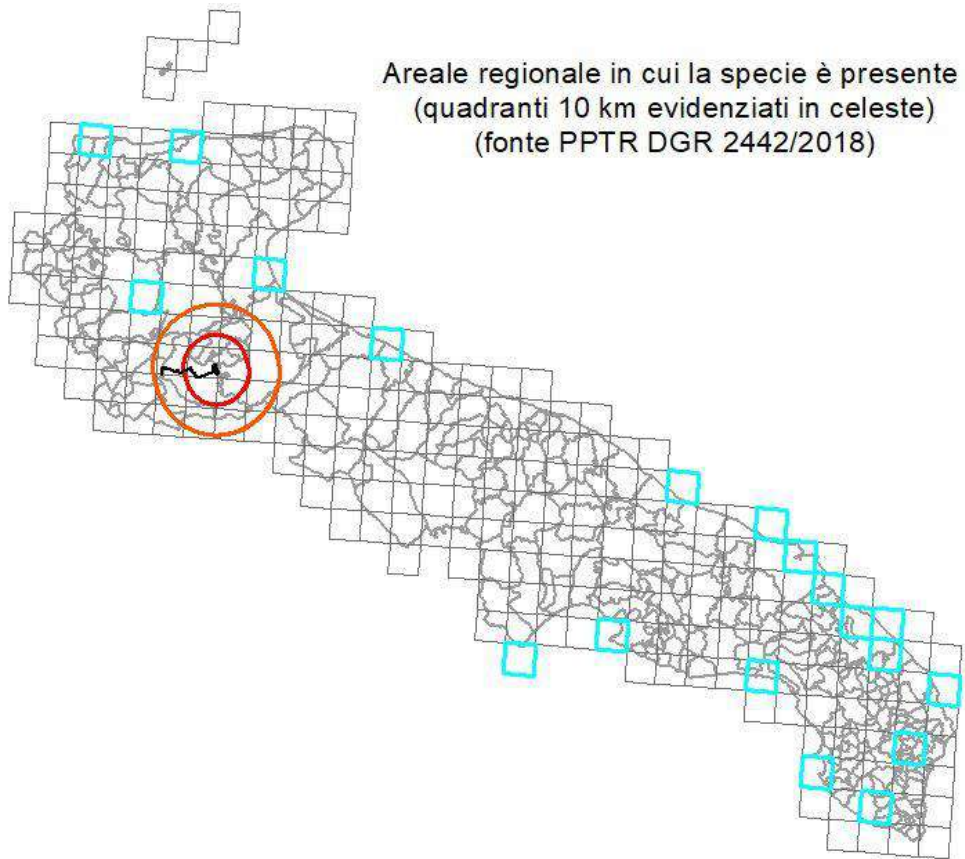 Areale regionale in cui la specie è presente
(quadranti 10 km evidenziati in celeste)
(fonte PPTR DGR 2442/2018)